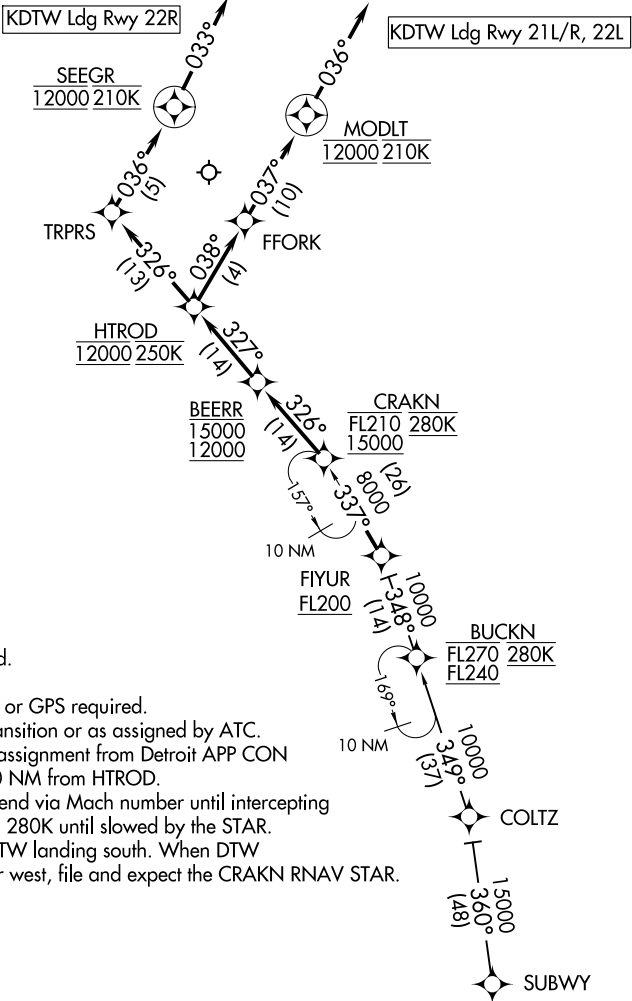 KDTW Ldg Rwy 22R
KDTW Ldg Rwy 21L/R, 22L
033°
036°
SEEGR
12000 210K
MODLT
12000 210K
036°
(5)
037°
(10)
TRPRS
FFORK
326°
(13)
038°
(4)
HTROD
12000 250K
327°
(14)
BEERR
15000
12000
326°
(14)
CRAKN
FL210 280K
15000
(26)
8000
337°
157°
10 NM
FIYUR
FL200
10000
348°
(14)
BUCKN
FL270 280K
FL240
169°
10 NM
10000
349°
(37)
COLTZ
15000
360°
(48)
SUBWY
d.
or GPS required.
ansition or as assigned by ATC.
assignment from Detroit APP CON
0 NM from HTROD.
end via Mach number until intercepting
280K until slowed by the STAR.
TW landing south. When DTW
r west, file and expect the CRAKN RNAV STAR.